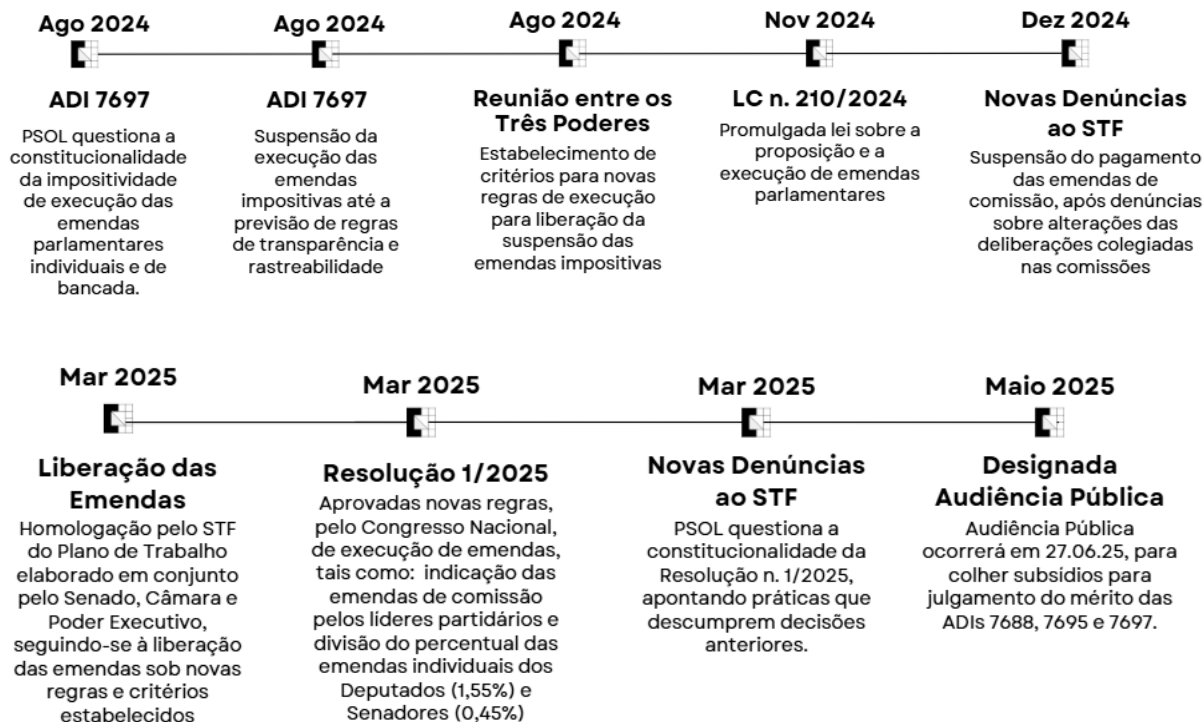 Ago 2024
ADI 7697
PSOL questiona a
constitucionalidade
da impositividade
de execução das
emendas
parlamentares
individuais e de
bancada.
Ago 2024
ADI 7697
Suspensão da
execução das
emendas
impositivas até a
previsão de regras
de transparência e
rastreabilidade
Ago 2024
Reunião entre os
Três Poderes
Estabelecimento de
critérios para novas
regras de execução
para liberação da
suspensão das
emendas impositivas
Nov 2024
LC n. 210/2024
Promulgada lei sobre a
proposição e a
execução de emendas
parlamentares
Dez 2024
Novas Denúncias
ao STF
Suspensão do pagamento
das emendas de
comissão, após denúncias
sobre alterações das
deliberações colegiadas
nas comissões
Mar 2025
Liberação das
Emendas
Homologação pelo STF
do Plano de Trabalho
elaborado em conjunto
pelo Senado, Câmara e
Poder Executivo,
seguindo-se à liberação
das emendas sob novas
regras e critérios
estabelecidos
Mar 2025
Resolução 1/2025
Aprovadas novas regras,
pelo Congresso Nacional,
de execução de emendas,
tais como: indicação das
emendas de comissão
pelos líderes partidários e
divisão do percentual das
emendas individuais dos
Deputados (1,55%) e
Senadores (0,45%)
Mar 2025
Novas Denúncias
ao STF
PSOL questiona a
constitucionalidade da
Resolução n. 1/2025,
apontando práticas que
descumprem decisões
anteriores.
Maio 2025
Designada
Audiência Pública
Audiência Pública
ocorrerá em 27.06.25, para
colher subsídios para
julgamento do mérito das
ADIs 7688, 7695 e 7697.